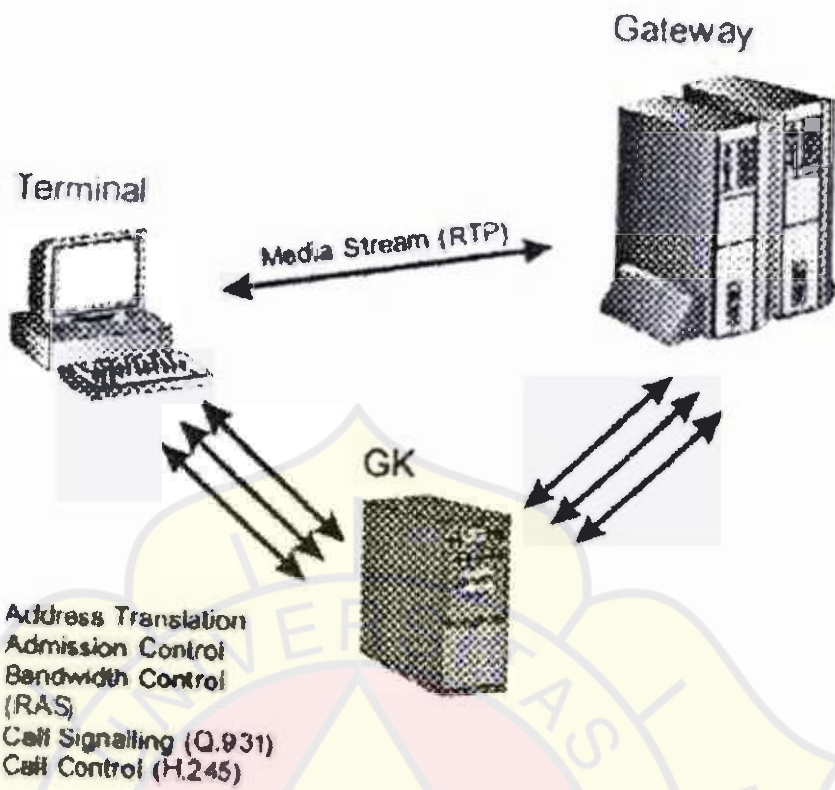 Gateway
Terminal
Media Stream (RTP)
GK
Address Translation
Admission Control
Bandwidth Control
(RAS)
Call Signalling (Q.931)
Call Control (H.245)
UNIVERSITAS